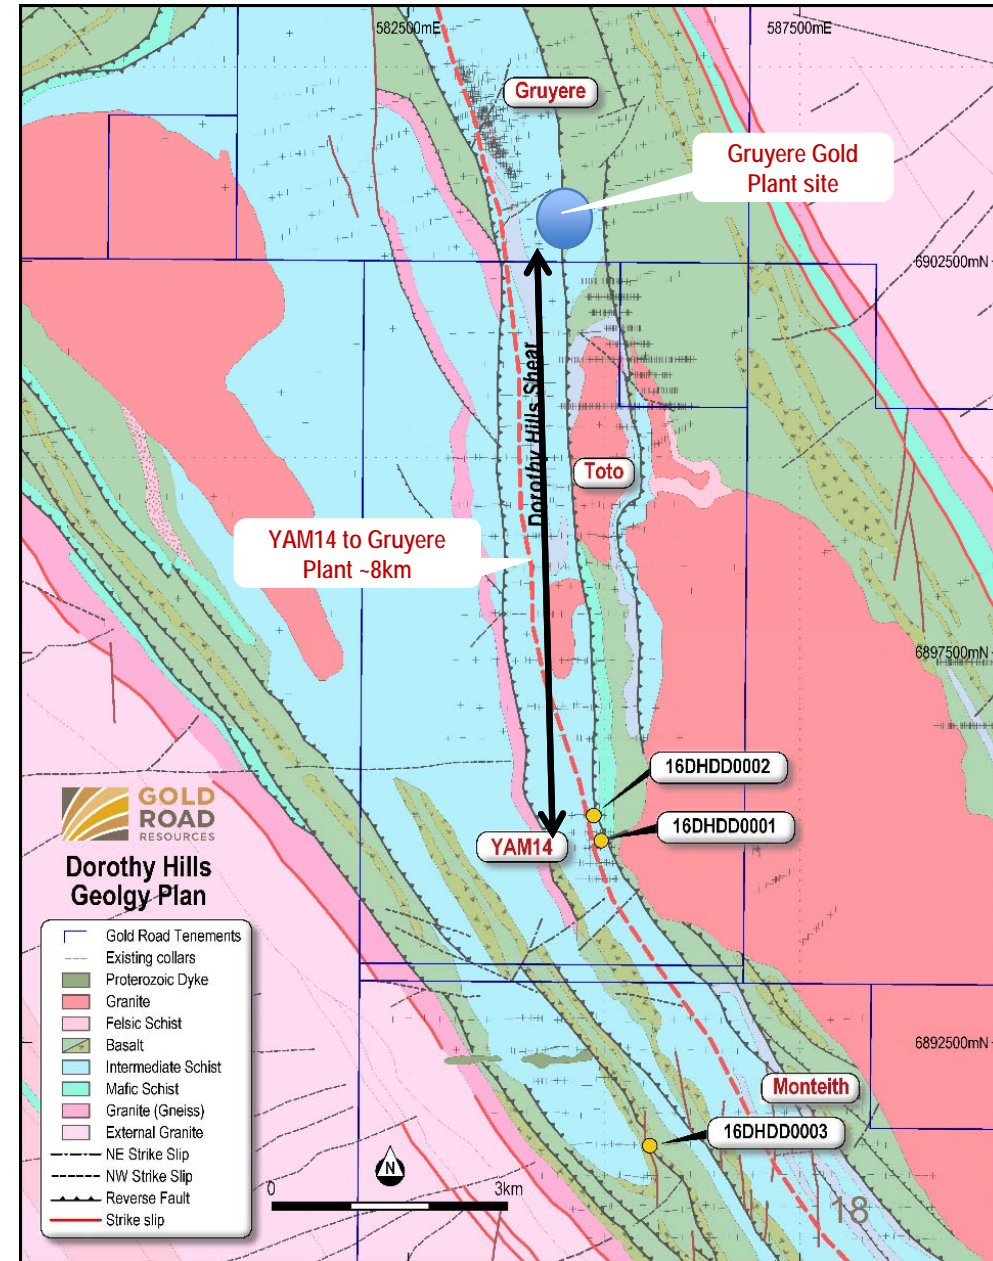 582500mE
587500mE
Gruyere
Gruyere Gold
Plant site
6902500mN
Dorothy Hills Shear
Toto
YAM14 to Gruyere
Plant ~8km
6897500mN
16DHDD0002
16DHDD0001
YAM14
GOLD
ROAD
RESOURCES
Dorothy Hills
Geolgy Plan
Gold Road Tenements
Existing collars
Proterozoic Dyke
Granite
Felsic Schist
Basalt
Intermediate Schist
Mafic Schist
Granite (Gneiss)
External Granite
NE Strike Slip
NW Strike Slip
Reverse Fault
Strike slip
6892500mN
Monteith
16DHDD0003
N
0
3km
18